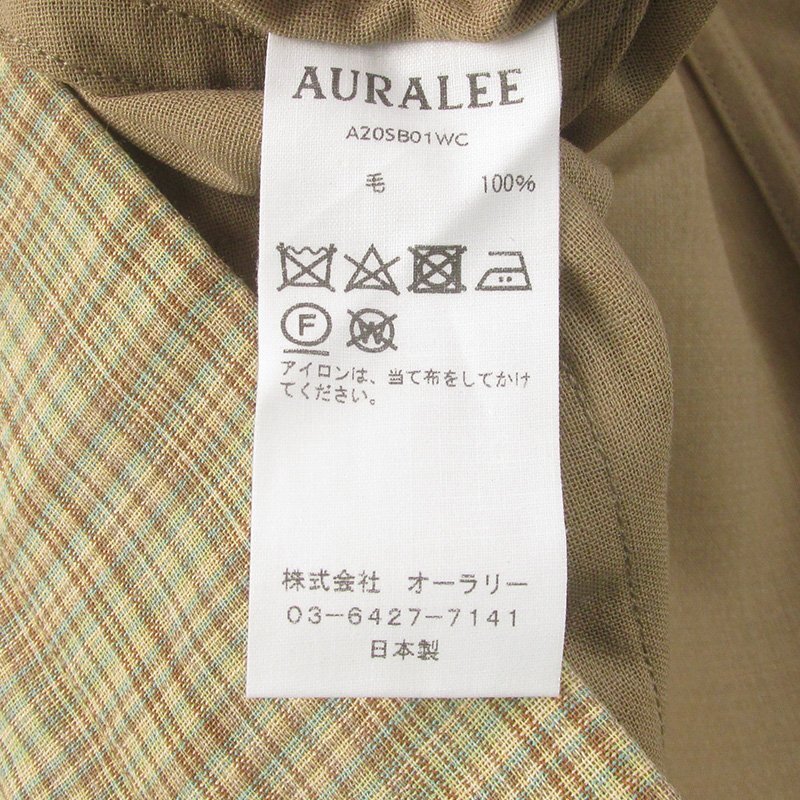 AURALEE
A20SB01WC
毛 100%
F W
アイロンは、当て布をしてかけ
てください。
株式会社 オーラリー
03-6427-7141
日本製